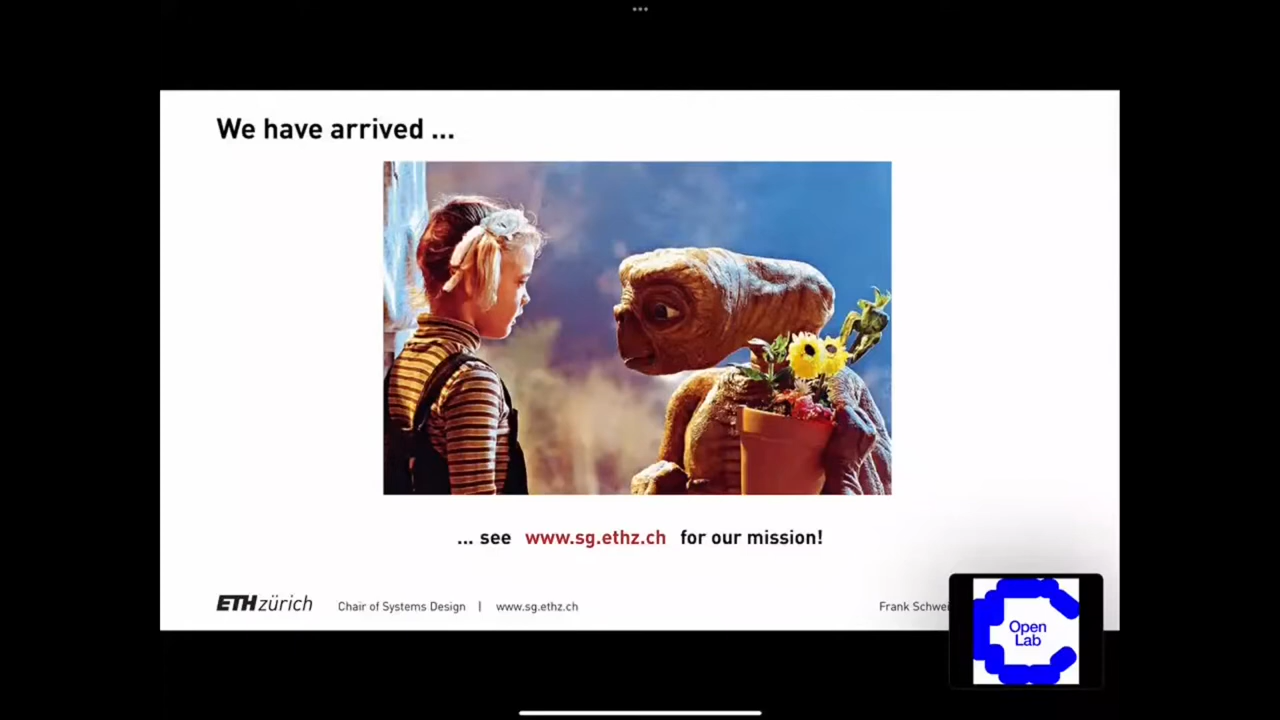 We have arrived ...
... see www.sg.ethz.ch for our mission!
ETH zürich Chair of Systems Design | www.sg.ethz.ch Frank
Open
Lab